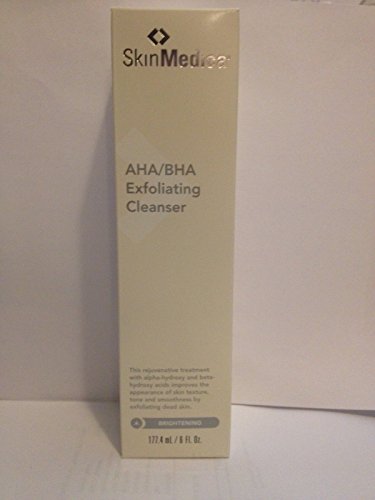 SkinMedica
AHA/BHA
Exfoliating
Cleanser
This rejuvenative treatment
with alpha-hydroxy and beta-
hydroxy acids improves the
appearance of skin texture,
tone and smoothness by
exfoliating dead skin.
BRIGHTENING
177.4 mL / 6 Fl. Oz.